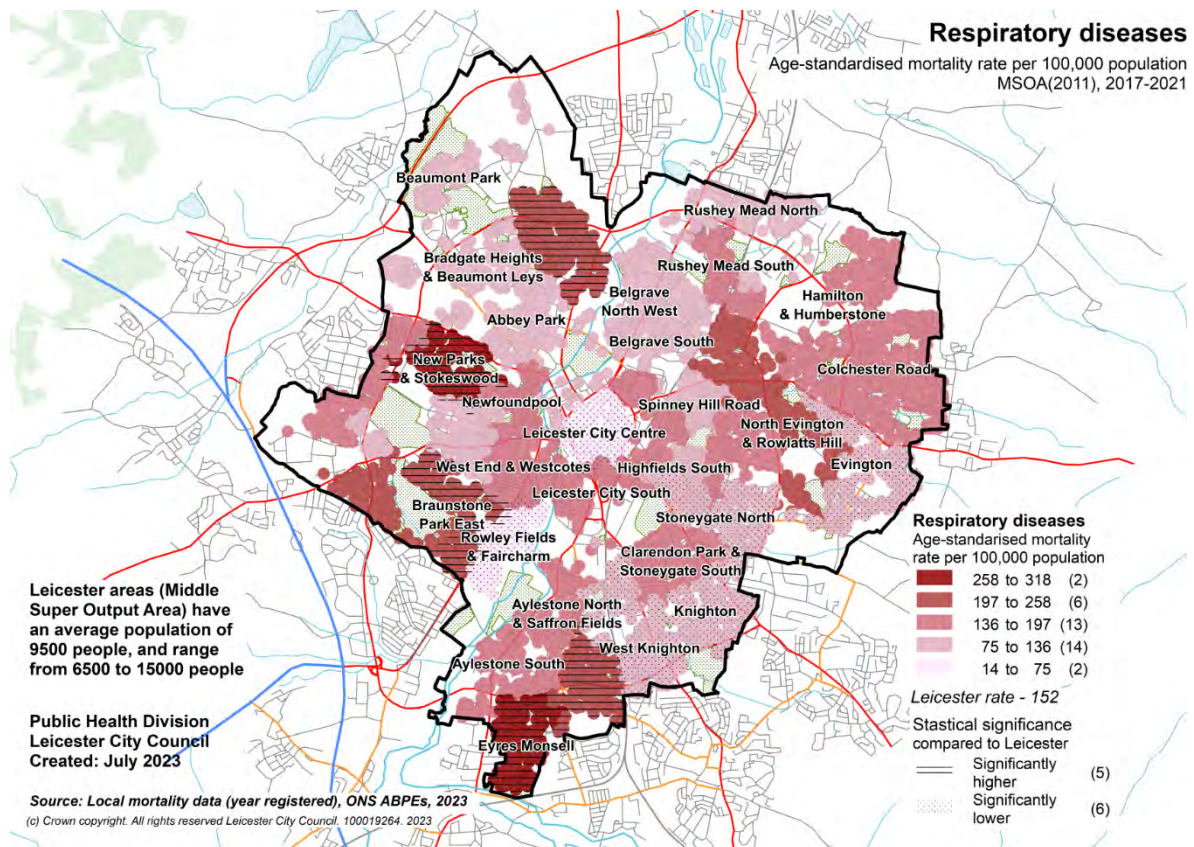 Respiratory diseases
Age-standardised mortality rate per 100,000 population
MSOA(2011), 2017-2021
Beaumont Park
Rushey Mead North
Bradgate Heights
& Beaumont Leys
Rushey Mead South
Belgrave
North West
Hamilton
& Humberstone
Abbey Park
Belgrave South
New Parks
& Stokeswood
Colchester Road
Newfoundpool
Spinney Hill Road
North Evington
& Rowlatts Hill
Leicester City Centre
Evington
West End & Westcotes
Highfields South
Leicester City South
Braunstone
Park East
Stoneygate North
Rowley Fields
& Faircharm
Clarendon Park &
Stoneygate South
Aylestone North
& Saffron Fields
Knighton
West Knighton
Aylestone South
Eyres Monsell
Leicester areas (Middle
Super Output Area) have
an average population of
9500 people, and range
from 6500 to 15000 people
Public Health Division
Leicester City Council
Created: July 2023
Source: Local mortality data (year registered), ONS ABPEs, 2023
(c) Crown copyright. All rights reserved Leicester City Council. 100019264. 2023
Respiratory diseases
Age-standarised mortality
rate per 100,000 population
258 to 318 (2)
197 to 258 (6)
136 to 197 (13)
75 to 136 (14)
14 to 75 (2)
Leicester rate - 152
Stastical significance
compared to Leicester
Significantly
higher (5)
Significantly
lower (6)